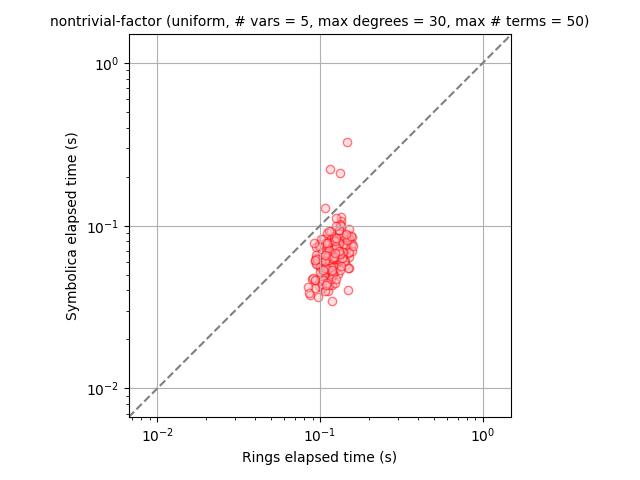 nontrivial-factor (uniform, # vars = 5, max degrees = 30, max # terms = 50)
10⁰
10⁻¹
10⁻²
Symbolica elapsed time (s)
10⁻² 10⁻¹ 10⁰
Rings elapsed time (s)